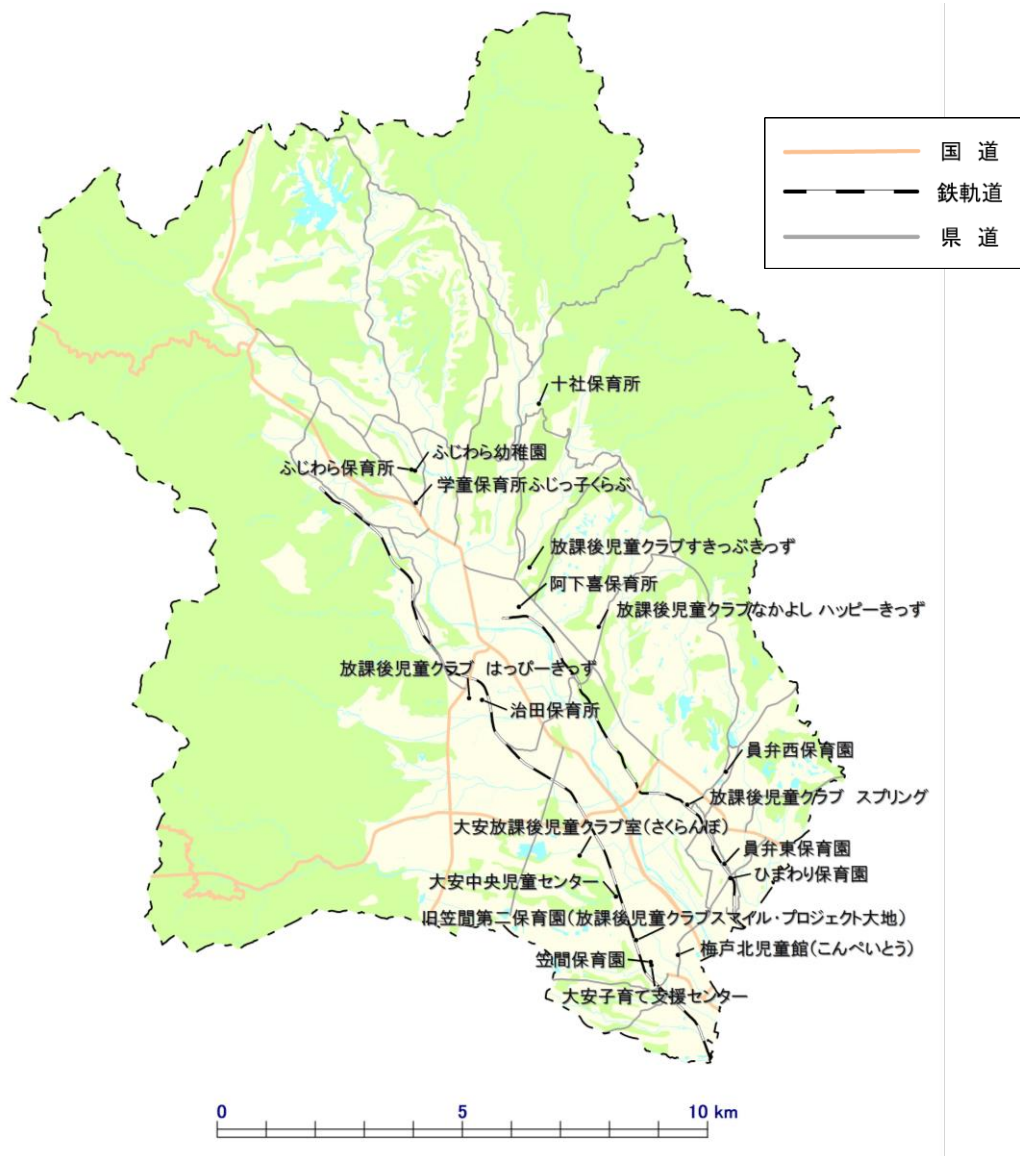 国 道
鉄軌道
県 道
十社保育所
ふじわら幼稚園
ふじわら保育所
学童保育所ふじっ子くらぶ
放課後児童クラブすきっぷきっず
阿下喜保育所
放課後児童クラブなかよし ハッピーきっず
放課後児童クラブ はっぴーきっず
治田保育所
員弁西保育園
放課後児童クラブ スプリング
大安放課後児童クラブ室(さくらんぼ)
員弁東保育園
ひまわり保育園
大安中央児童センター
旧笠間第二保育園(放課後児童クラブスマイル・プロジェクト大地)
梅戸北児童館(こんぺいとう)
笠間保育園
大安子育て支援センター
0 5 10 km